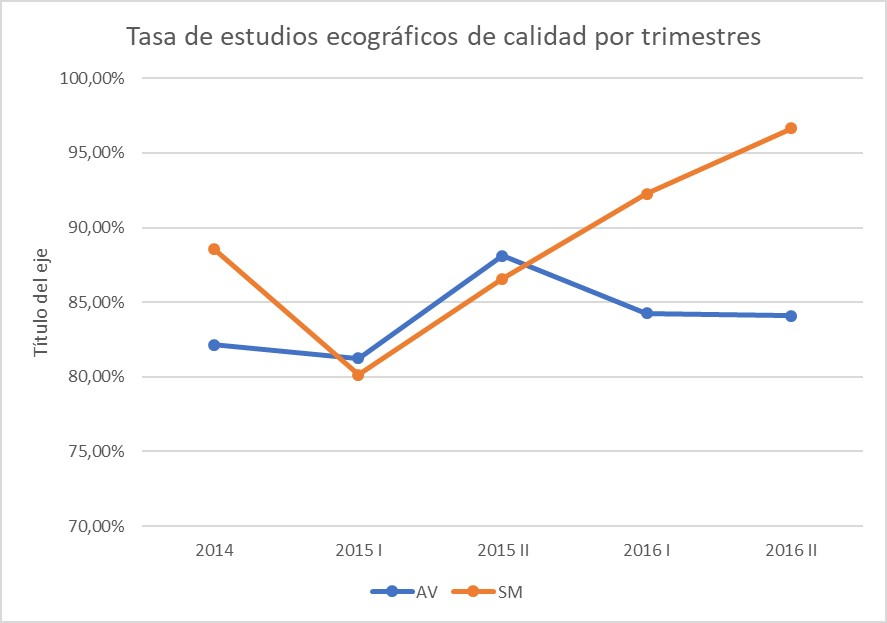 Tasa de estudios ecográficos de calidad por trimestres
100,00%
95,00%
90,00%
85,00%
80,00%
75,00%
70,00%
Título del eje
2014 2015 I 2015 II 2016 I 2016 II
AV SM